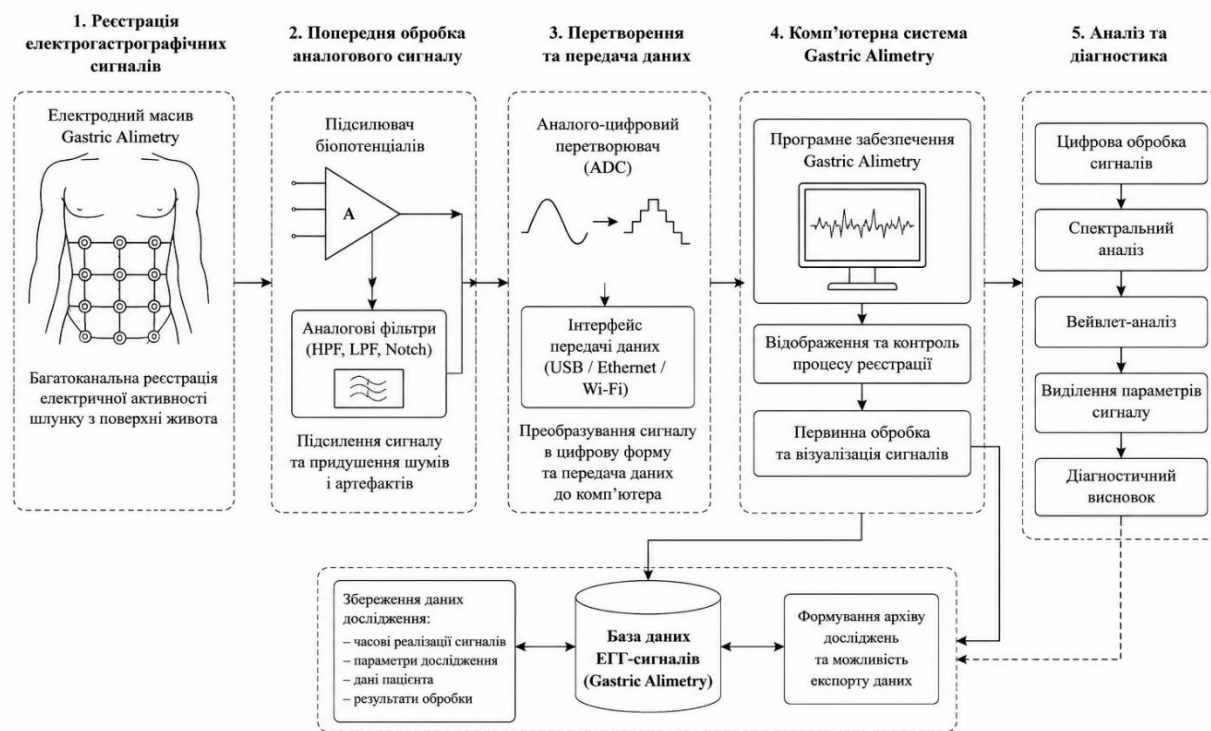 1. Реєстрація
електрогастрографічних
сигналів
Електродний масив
Gastric Alimetry
Багатоканальна реєстрація
електричної активності
шлунку з поверхні живота
2. Попередня обробка
аналогового сигналу
Підсилювач
біопотенціалів
A
Аналогові фільтри
(HPF, LPF, Notch)
Підсилення сигналу
та придушення шумів
і артефактів
3. Перетворення
та передача даних
Аналого-цифровий
перетворювач
(ADC)
Інтерфейс
передачі даних
(USB / Ethernet /
Wi-Fi)
Преобразування сигналу
в цифрову форму
та передача даних
до комп’ютера
4. Комп’ютерна система
Gastric Alimetry
Програмне забезпечення
Gastric Alimetry
Відображення та контроль
процесу реєстрації
Первинна обробка
та візуалізація сигналів
5. Аналіз та
діагностика
Цифрова обробка
сигналів
Спектральний
аналіз
Вейвлет-аналіз
Виділення параметрів
сигналу
Діагностичний
висновок
Збереження даних
дослідження:
– часові реалізації сигналів
– параметри дослідження
– дані пацієнта
– результати обробки
База даних
ЕГГ-сигналів
(Gastric Alimetry)
Формування архіву
досліджень
та можливість
експорту даних